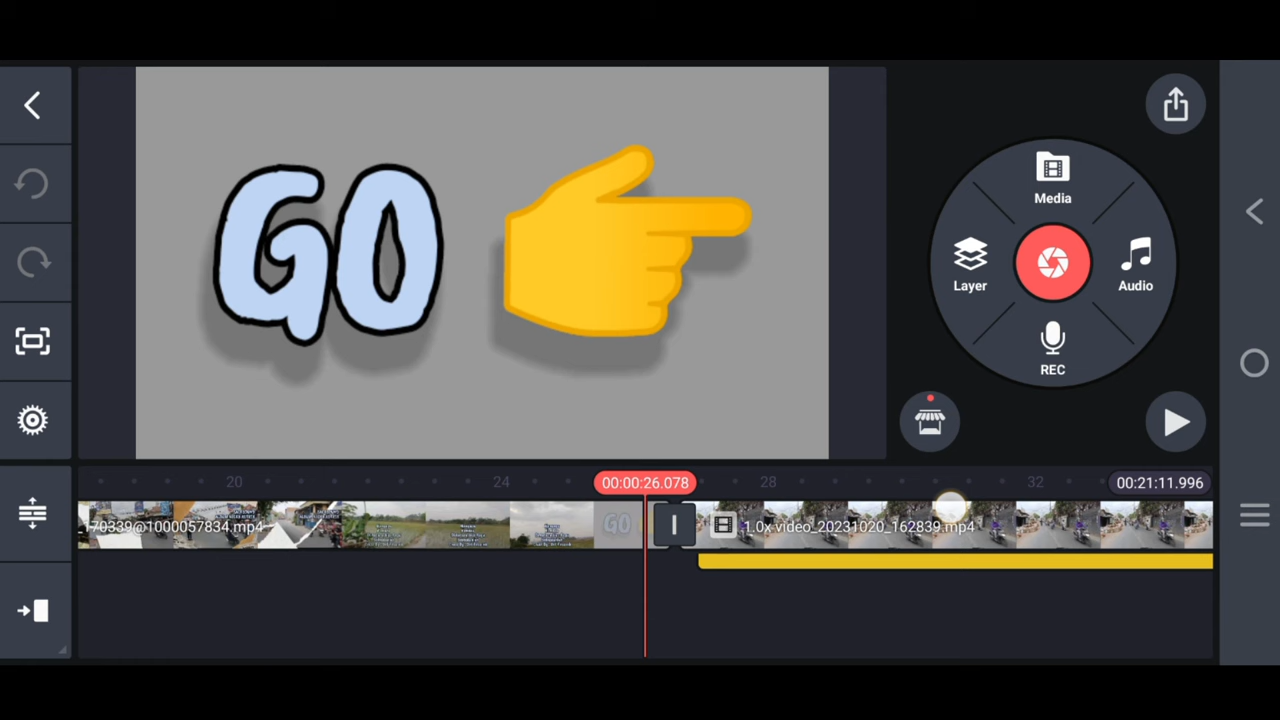 GO
Media
Layer
Audio
REC
20
24
00:00:26.078
28
32
00:21:11.996
170339@1000057834.mp4
GO
1.0x video_20231020_162839.mp4